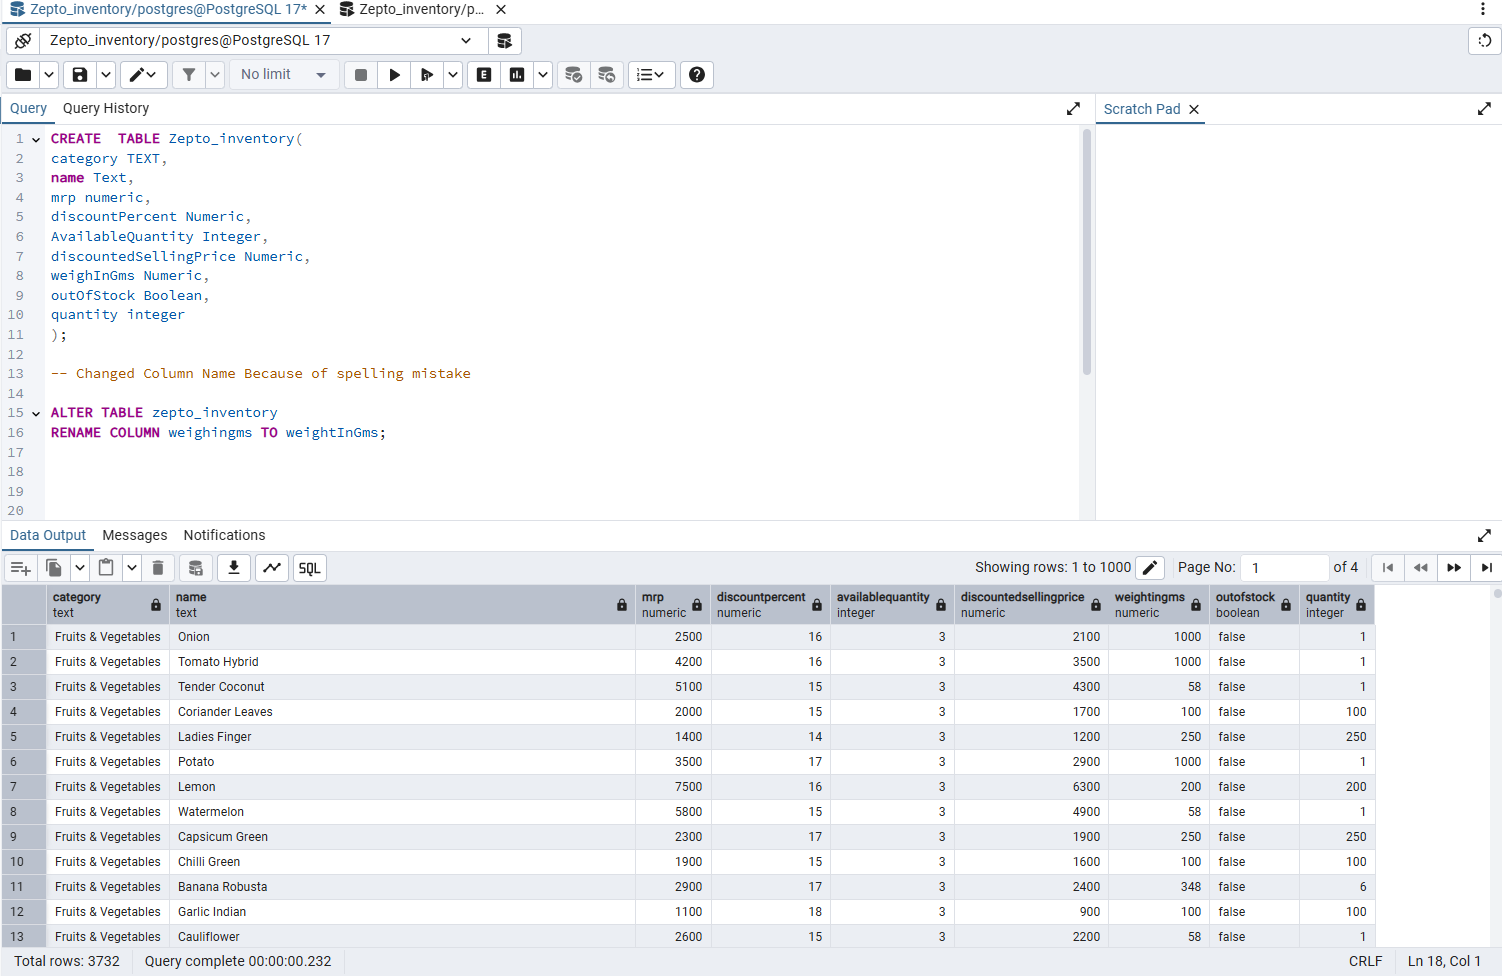 Zepto_inventory/postgres@PostgreSQL 17*
Zepto_inventory/p...
Zepto_inventory/postgres@PostgreSQL 17
No limit
E
Query Query History
Scratch Pad
1 CREATE  TABLE Zepto_inventory(
2 category TEXT,
3 name Text,
4 mrp numeric,
5 discountPercent Numeric,
6 AvailableQuantity Integer,
7 discountedSellingPrice Numeric,
8 weighInGms Numeric,
9 outOfStock Boolean,
10 quantity integer
11 );
12
13 -- Changed Column Name Because of spelling mistake
14
15 ALTER TABLE zepto_inventory
16 RENAME COLUMN weighingms TO weightInGms;
17
18
19
20
Data Output Messages Notifications
SQL Showing rows: 1 to 1000 Page No: 1 of 4
category name mrp discountpercent availablequantity discountedsellingprice weightingms outofstock quantity
text text numeric numeric integer numeric numeric boolean integer
1 Fruits & Vegetables Onion 2500 16 3 2100 1000 false 1
2 Fruits & Vegetables Tomato Hybrid 4200 16 3 3500 1000 false 1
3 Fruits & Vegetables Tender Coconut 5100 15 3 4300 58 false 1
4 Fruits & Vegetables Coriander Leaves 2000 15 3 1700 100 false 100
5 Fruits & Vegetables Ladies Finger 1400 14 3 1200 250 false 250
6 Fruits & Vegetables Potato 3500 17 3 2900 1000 false 1
7 Fruits & Vegetables Lemon 7500 16 3 6300 200 false 200
8 Fruits & Vegetables Watermelon 5800 15 3 4900 58 false 1
9 Fruits & Vegetables Capsicum Green 2300 17 3 1900 250 false 250
10 Fruits & Vegetables Chilli Green 1900 15 3 1600 100 false 100
11 Fruits & Vegetables Banana Robusta 2900 17 3 2400 348 false 6
12 Fruits & Vegetables Garlic Indian 1100 18 3 900 100 false 100
13 Fruits & Vegetables Cauliflower 2600 15 3 2200 58 false 1
Total rows: 3732 Query complete 00:00:00.232 CRLF Ln 18, Col 1